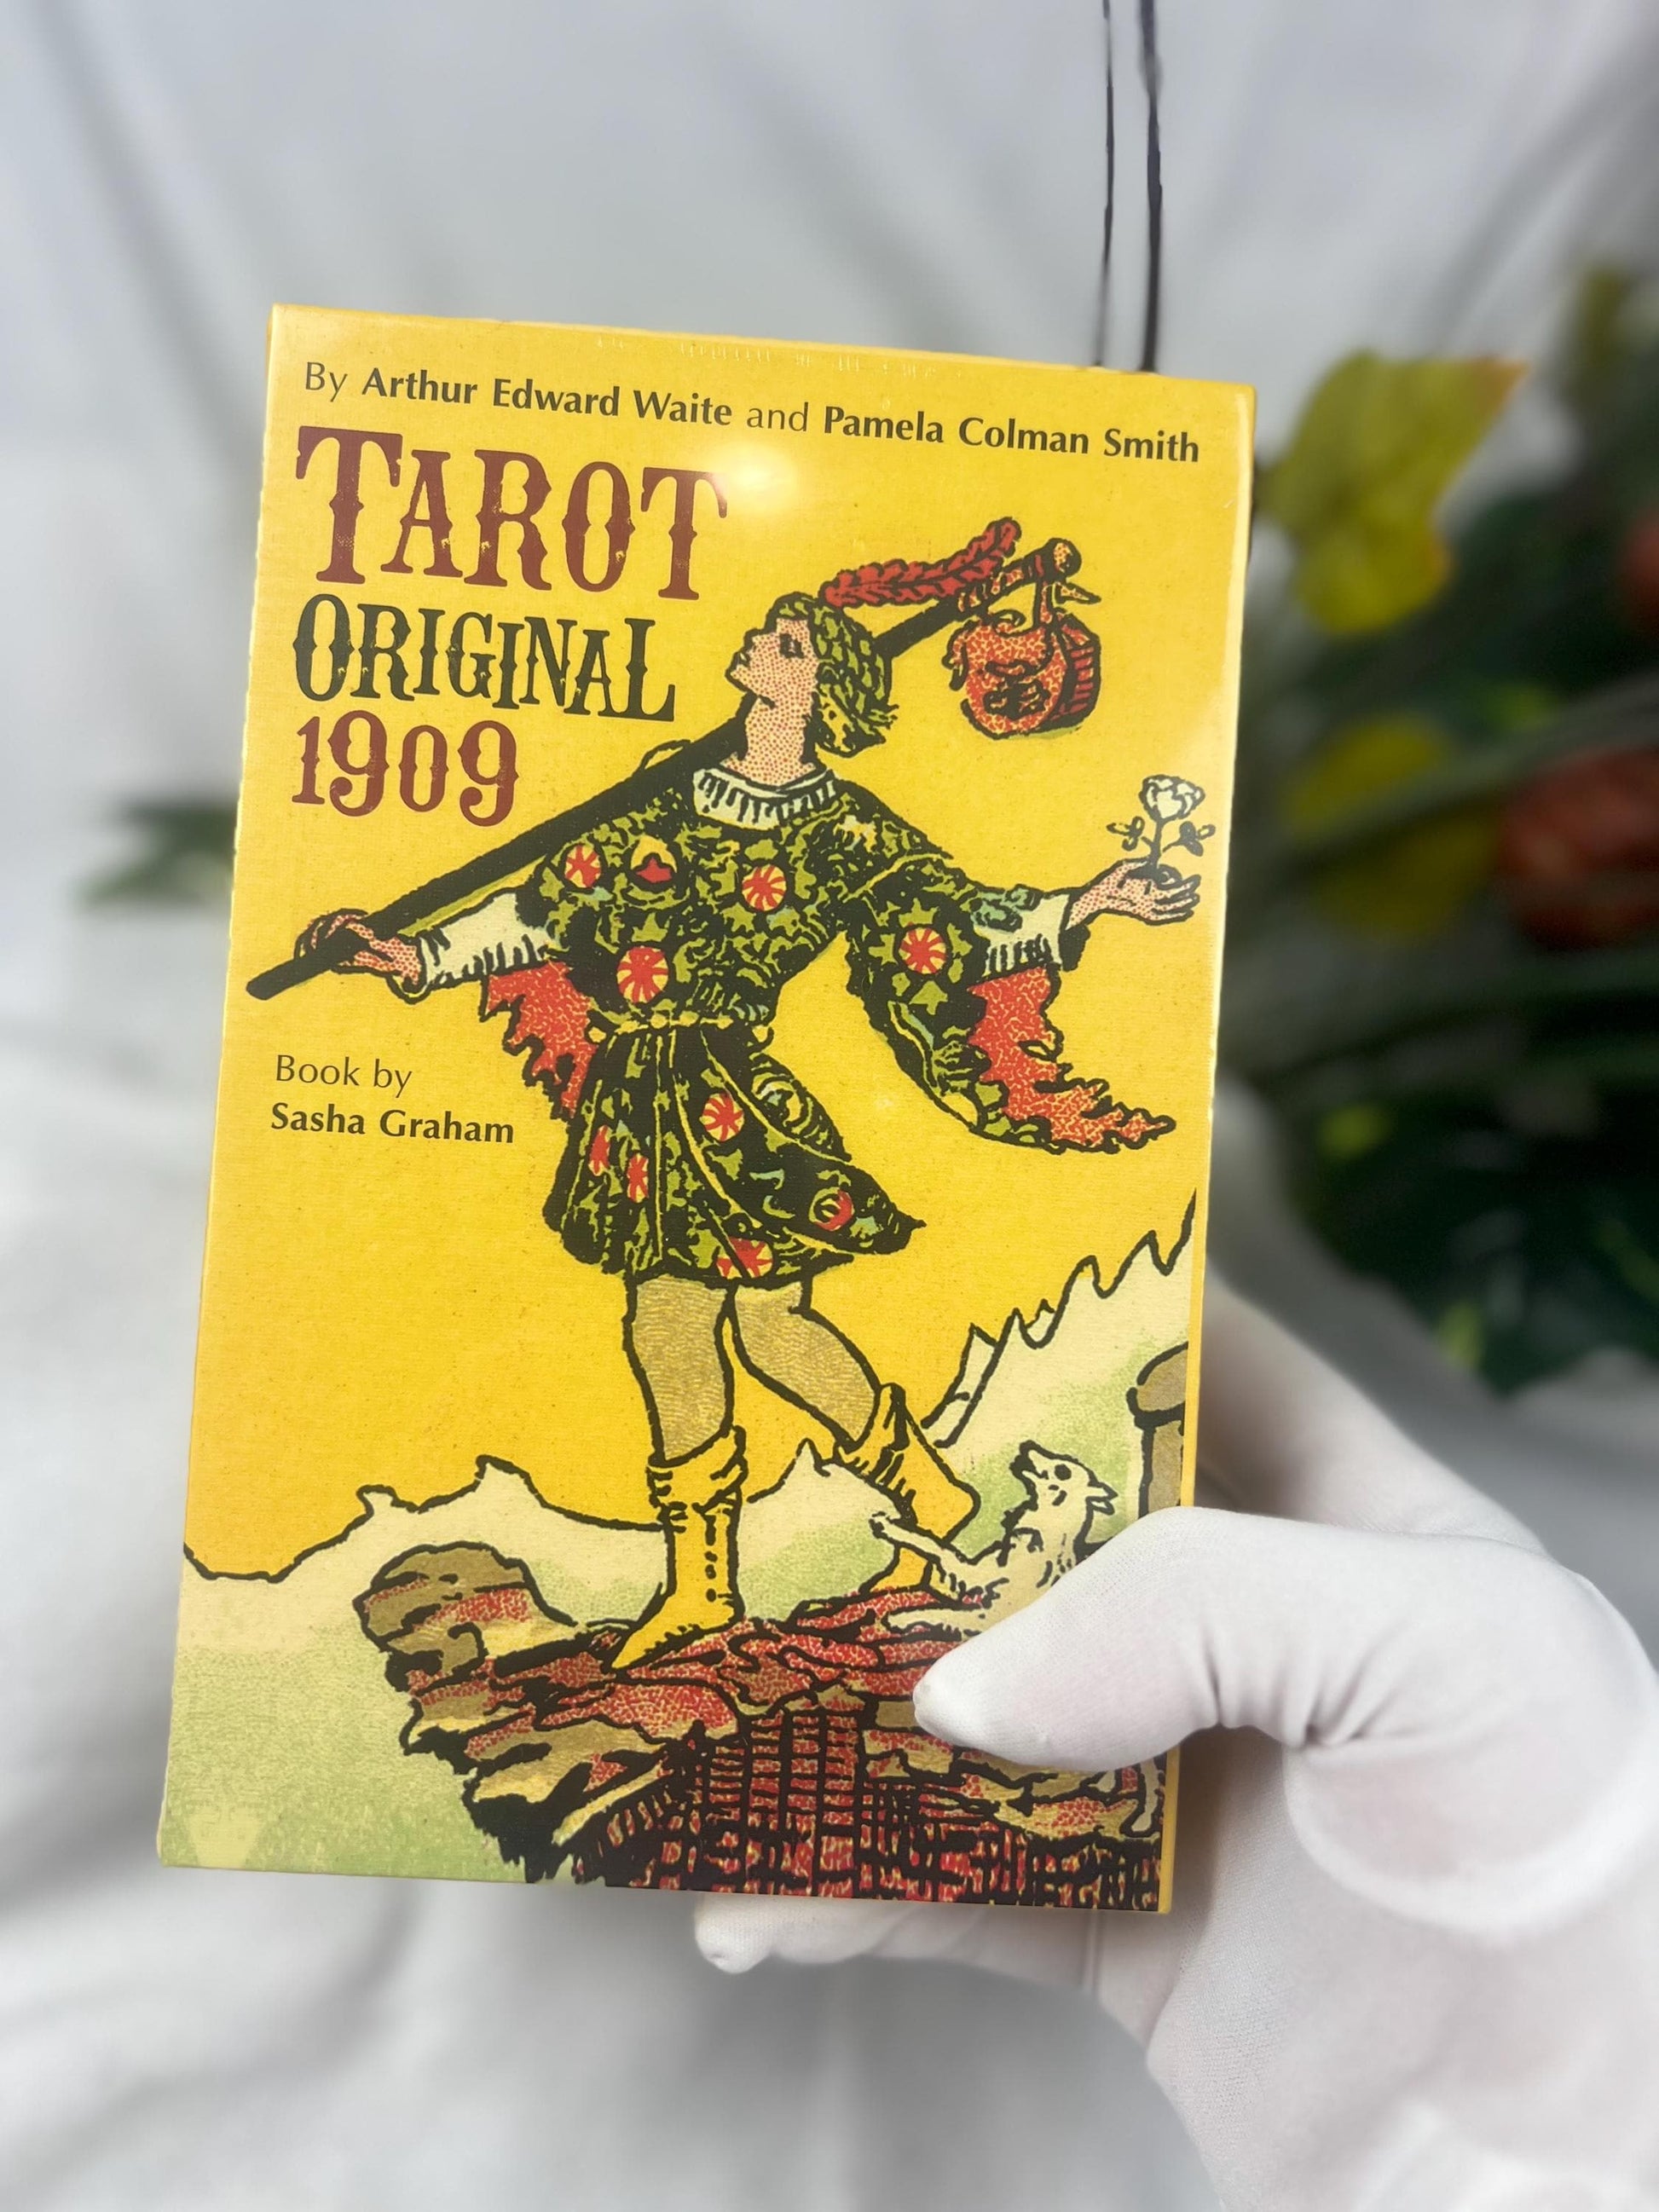 By Arthur Edward Waite and Pamela Colman Smith
TAROT
ORIGINAL
1909
Book by
Sasha Graham